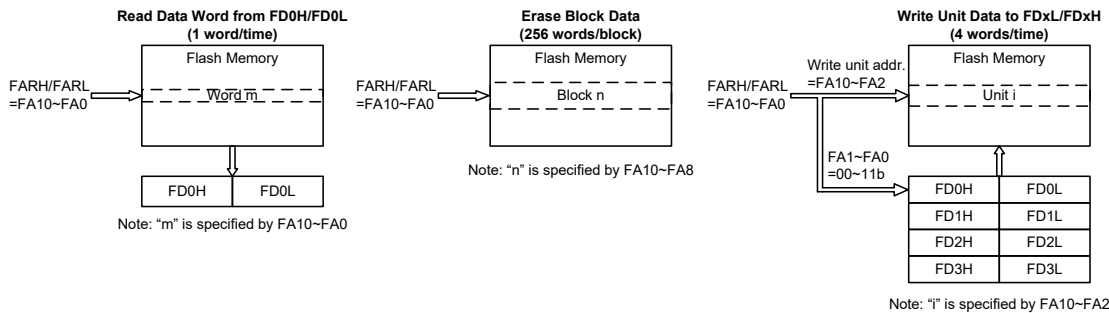 Read Data Word from FD0H/FD0L
(1 word/time)
Flash Memory
FARH/FARL
=FA10~FA0
Word m
FD0H
FD0L
Note: “m” is specified by FA10~FA0
Erase Block Data
(256 words/block)
Flash Memory
FARH/FARL
=FA10~FA0
Block n
Note: “n” is specified by FA10~FA8
Write Unit Data to FDxL/FDxH
(4 words/time)
Flash Memory
Write unit addr.
=FA10~FA2
FARH/FARL
=FA10~FA0
Unit i
FA1~FA0
=00~11b
FD0H
FD0L
FD1H
FD1L
FD2H
FD2L
FD3H
FD3L
Note: “i” is specified by FA10~FA2